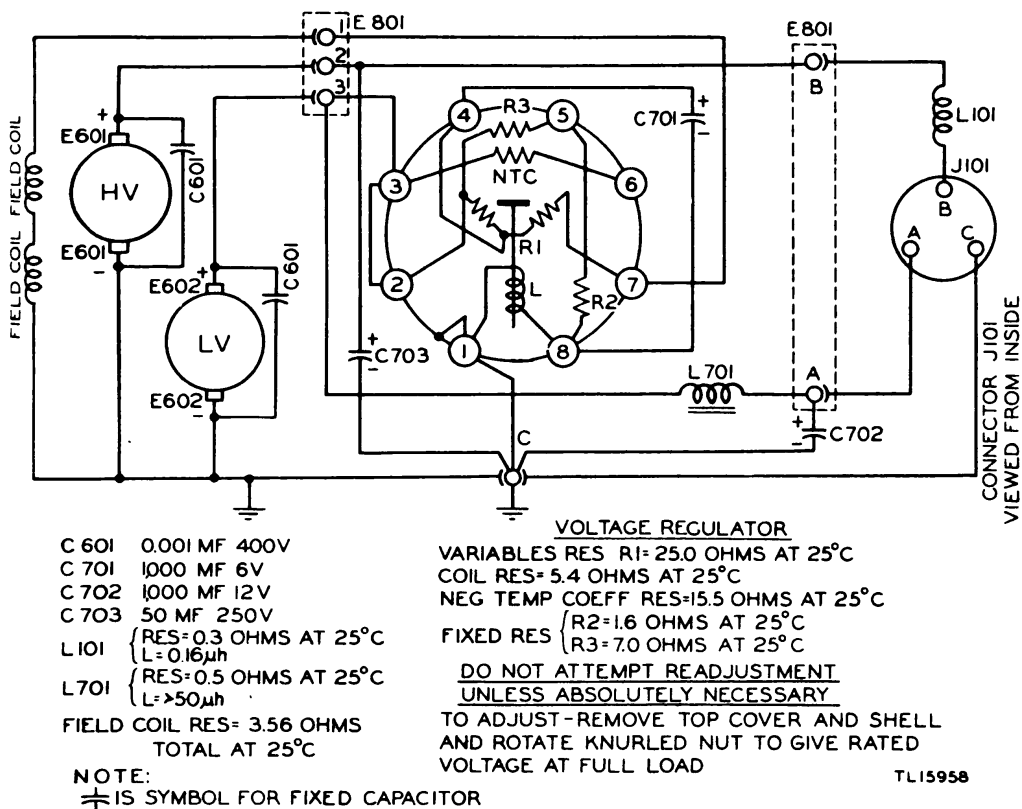 E 801
1
2
3
E801
B
L101
J101
B
A
C
FIELD COIL FIELD COIL
E601
+
C601
HV
E601
-
E602
+
C601
LV
E602
-
4
R3
5
C701
+
-
3
NTC
6
R1
2
L
R2
7
1
8
+
C703
-
L 701
A
+
C702
-
C
CONNECTOR J101
VIEWED FROM INSIDE
C 601 0.001 MF 400V
C 701 1,000 MF 6V
C 702 1,000 MF 12V
C 703 50 MF 250V
L101 { RES=0.3 OHMS AT 25°C
L=0.16μh
L701 { RES=0.5 OHMS AT 25°C
L=>50μh
FIELD COIL RES= 3.56 OHMS
TOTAL AT 25°C
NOTE:
IS SYMBOL FOR FIXED CAPACITOR
VOLTAGE REGULATOR
VARIABLES RES R1=25.0 OHMS AT 25°C
COIL RES=5.4 OHMS AT 25°C
NEG TEMP COEFF RES=15.5 OHMS AT 25°C
FIXED RES { R2=1.6 OHMS AT 25°C
R3=7.0 OHMS AT 25°C
DO NOT ATTEMPT READJUSTMENT
UNLESS ABSOLUTELY NECESSARY
TO ADJUST-REMOVE TOP COVER AND SHELL
AND ROTATE KNURLED NUT TO GIVE RATED
VOLTAGE AT FULL LOAD
TL15958